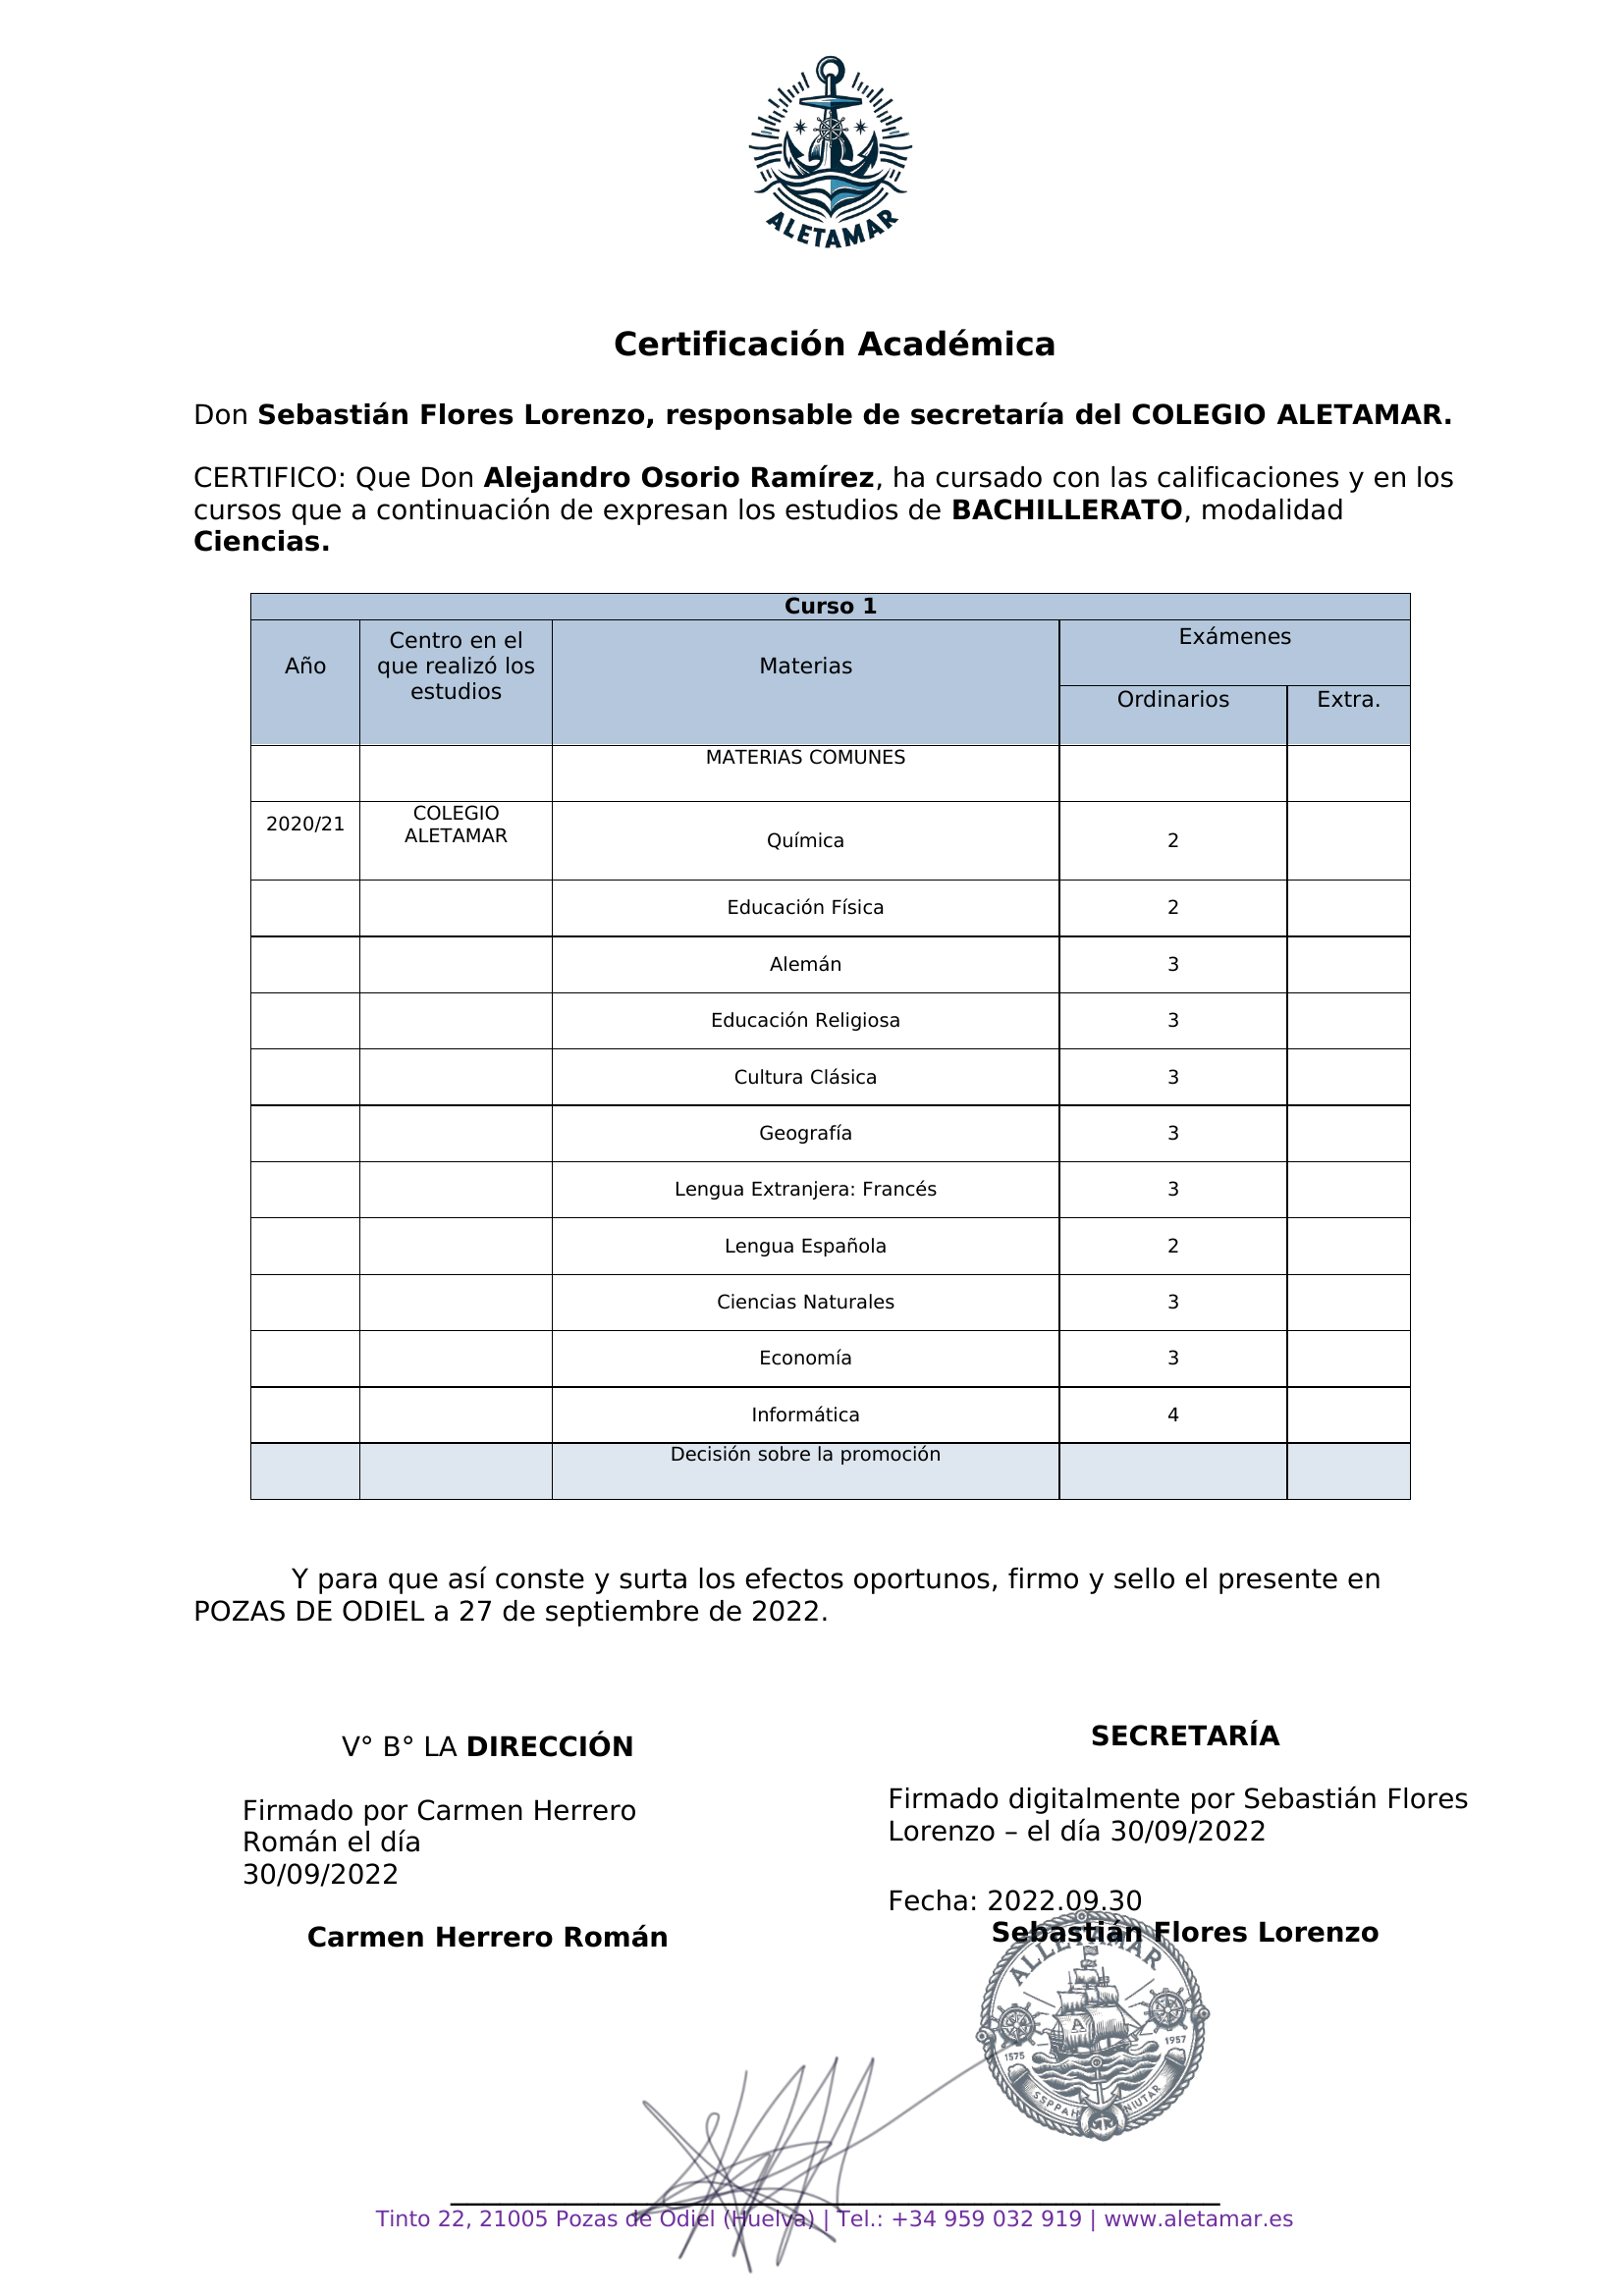 ALETAMAR
Certificación Académica
Don Sebastián Flores Lorenzo, responsable de secretaría del COLEGIO ALETAMAR.
CERTIFICO: Que Don Alejandro Osorio Ramírez, ha cursado con las calificaciones y en los
cursos que a continuación de expresan los estudios de BACHILLERATO, modalidad
Ciencias.
Curso 1
Año
Centro en el
que realizó los
estudios
Materias
Exámenes
Ordinarios
Extra.
MATERIAS COMUNES
2020/21
COLEGIO
ALETAMAR
Química 2
Educación Física 2
Alemán 3
Educación Religiosa 3
Cultura Clásica 3
Geografía 3
Lengua Extranjera: Francés 3
Lengua Española 2
Ciencias Naturales 3
Economía 3
Informática 4
Decisión sobre la promoción
Y para que así conste y surta los efectos oportunos, firmo y sello el presente en
POZAS DE ODIEL a 27 de septiembre de 2022.
V° B° LA DIRECCIÓN
Firmado por Carmen Herrero
Román el día
30/09/2022
Carmen Herrero Román
SECRETARÍA
Firmado digitalmente por Sebastián Flores
Lorenzo – el día 30/09/2022
Fecha: 2022.09.30
Sebastián Flores Lorenzo
ALLETAMAR
A
1575
1957
SSPPAH
NIUTAR
Tinto 22, 21005 Pozas de Odiel (Huelva) | Tel.: +34 959 032 919 | www.aletamar.es